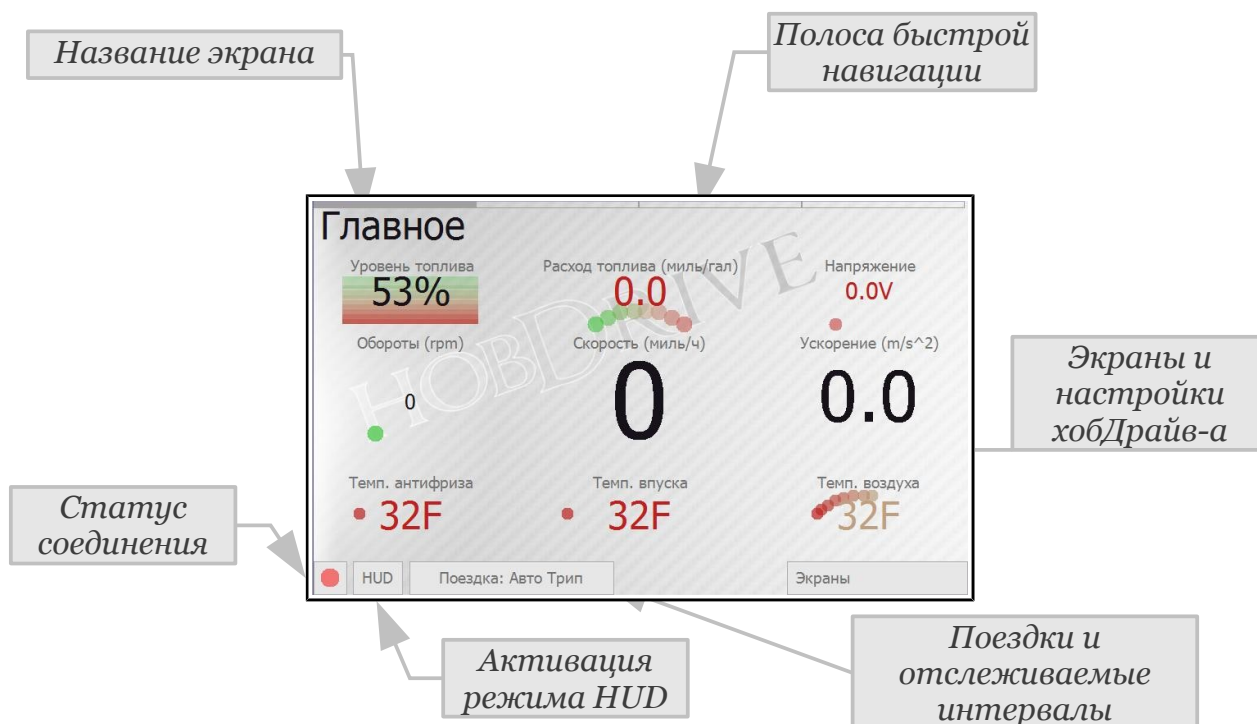 Название экрана
Полоса быстрой
навигации
Главное
Уровень топлива
Расход топлива (миль/гал)
Напряжение
53%
0.0
0.0V
HOBDRIVE
Обороты (rpm)
Скорость (миль/ч)
Ускорение (m/s^2)
0
0
0.0
Экраны и
настройки
хобДрайв-а
Темп. антифриза
Темп. впуска
Темп. воздуха
32F
32F
32F
Статус
соединения
HUD
Поездка: Авто Трип
Экраны
Активация
режима HUD
Поездки и
отслеживаемые
интервалы